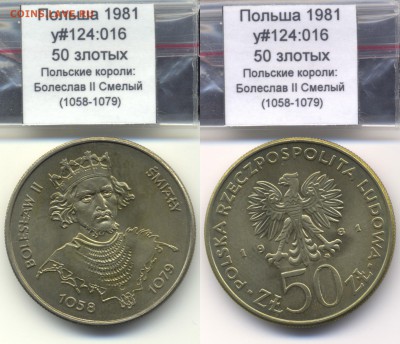 COINSS.RU
Польша 1981
y#124:016
50 злотых
Польские короли:
Болеслав II Смелый
(1058-1079)
BOLESŁAW II
ŚMIAŁY
1058
1079
Польша 1981
y#124:016
50 злотых
Польские короли:
Болеслав II Смелый
(1058-1079)
POLSKA RZECZPOSPOLITA LUDOWA
1981
ZŁ 50 ZŁ